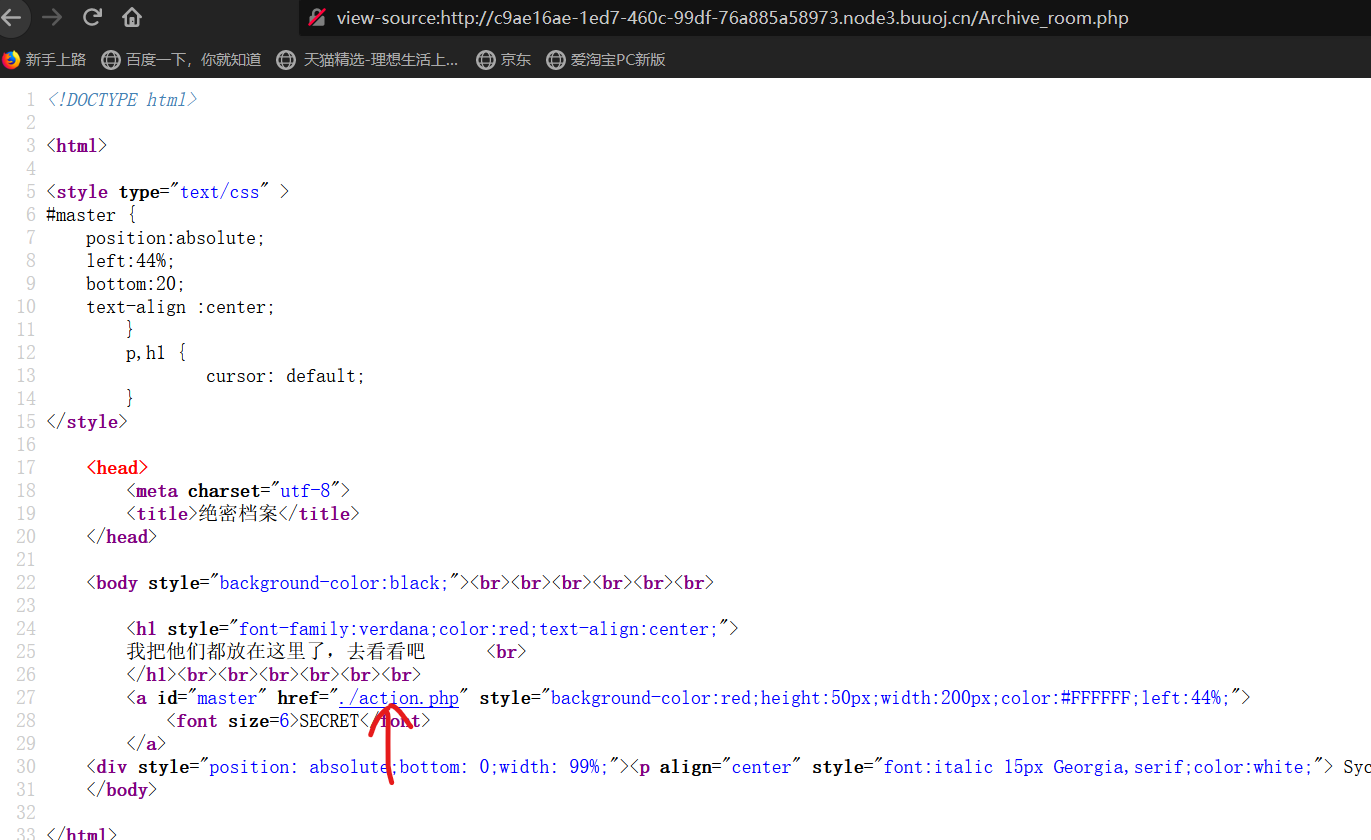 view-source:http://c9ae16ae-1ed7-460c-99df-76a885a58973.node3.buuoj.cn/Archive_room.php
新手上路 百度一下，你就知道 天猫精选-理想生活上... 京东 爱淘宝PC新版
1 <!DOCTYPE html>
2
3 <html>
4
5 <style type="text/css" >
6 #master {
7     position:absolute;
8     left:44%;
9     bottom:20;
10     text-align :center;
11         }
12         p,h1 {
13                 cursor: default;
14         }
15 </style>
16
17     <head>
18         <meta charset="utf-8">
19         <title>绝密档案</title>
20     </head>
21
22     <body style="background-color:black;"><br><br><br><br><br><br>
23
24         <h1 style="font-family:verdana;color:red;text-align:center;">
25         我把他们都放在这里了，去看看吧      <br>
26         </h1><br><br><br><br><br><br>
27         <a id="master" href="./action.php" style="background-color:red;height:50px;width:200px;color:#FFFFFF;left:44%;">
28             <font size=6>SECRET</font>
29         </a>
30     <div style="position: absolute;bottom: 0;width: 99%;"><p align="center" style="font:italic 15px Georgia,serif;color:white;"> Syc
31     </body>
32
33 </html>